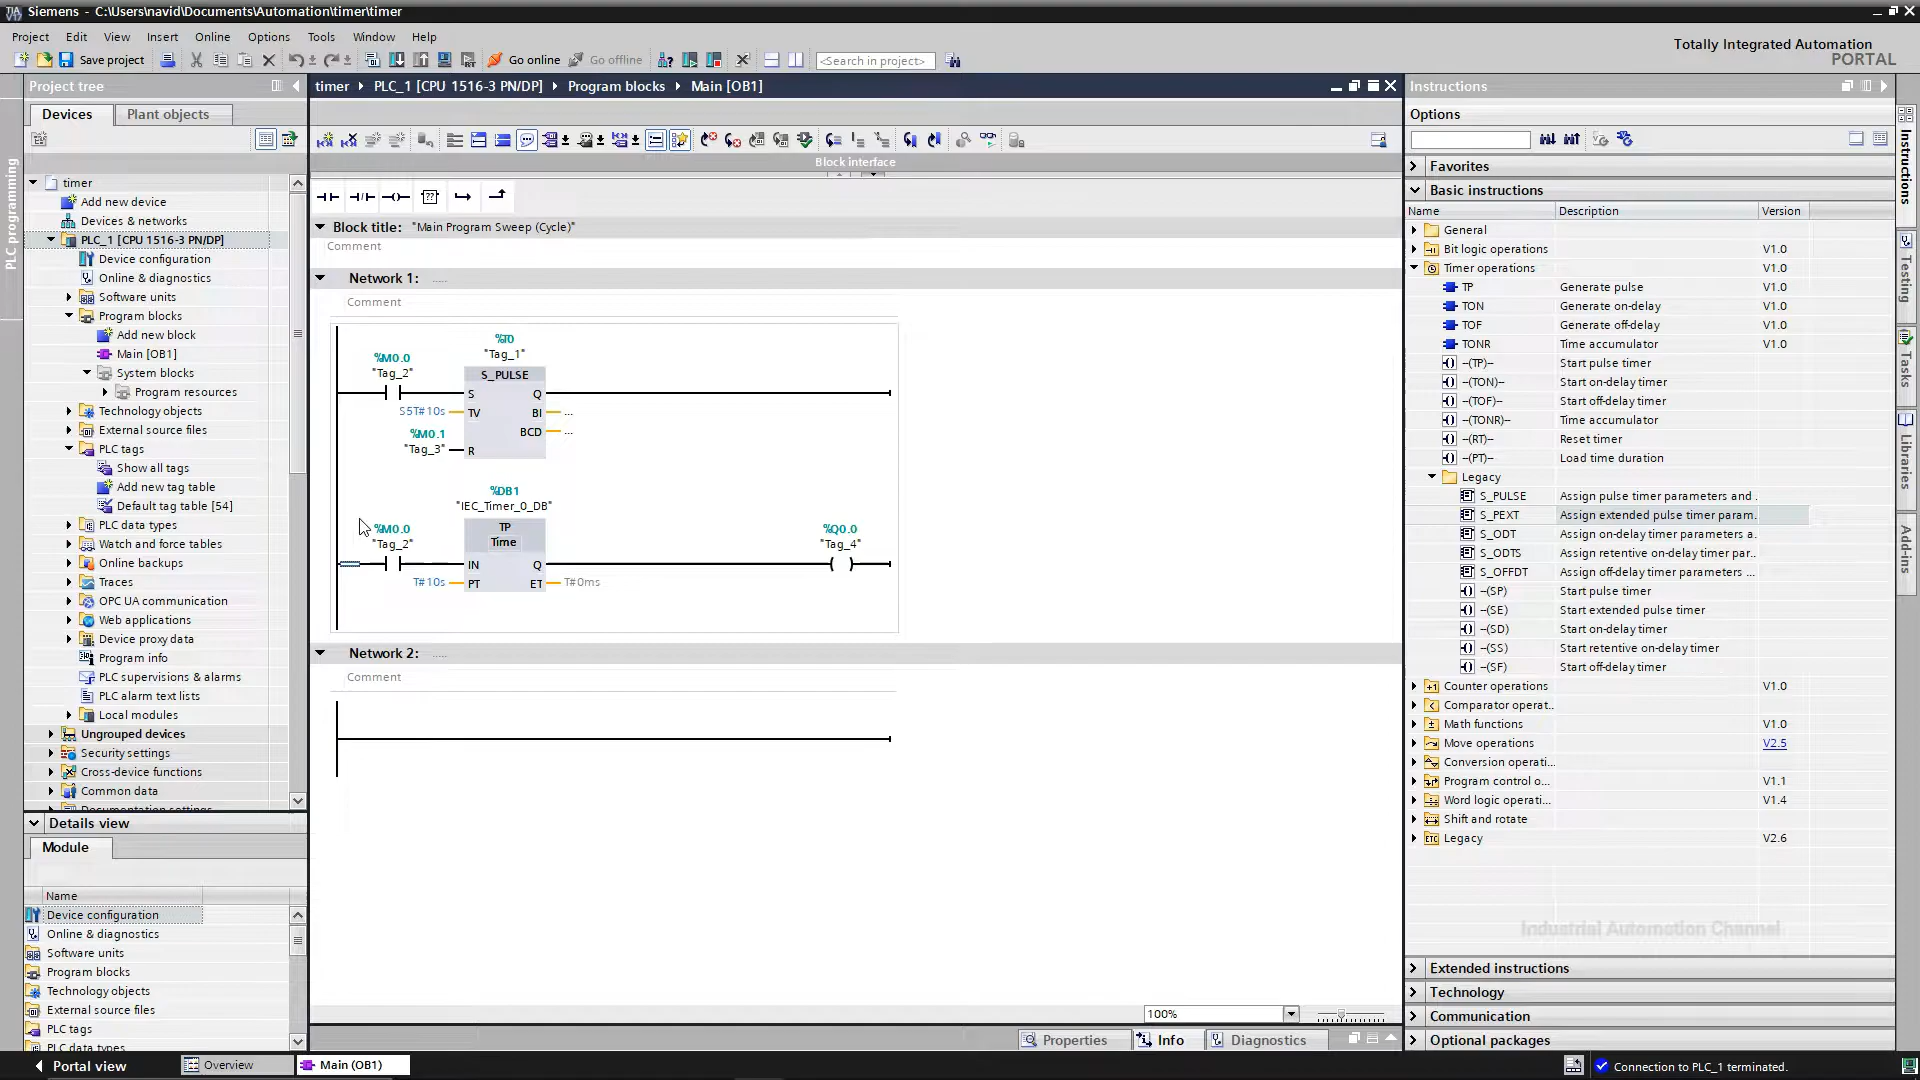 Siemens - C:\Users\navid\Documents\Automation\timer\timer
Project Edit View Insert Online Options Tools Window Help
Totally Integrated Automation
PORTAL
Save project
Go online
Go offline
<Search in project>
Project tree
Devices
Plant objects
PLC programming
timer
Add new device
Devices & networks
PLC_1 [CPU 1516-3 PN/DP]
Device configuration
Online & diagnostics
Software units
Program blocks
Add new block
Main [OB1]
System blocks
Program resources
Technology objects
External source files
PLC tags
Show all tags
Add new tag table
Default tag table [54]
PLC data types
Watch and force tables
Online backups
Traces
OPC UA communication
Web applications
Device proxy data
Program info
PLC supervisions & alarms
PLC alarm text lists
Local modules
Ungrouped devices
Security settings
Cross-device functions
Common data
Documentation settings
Details view
Module
Name
Device configuration
Online & diagnostics
Software units
Program blocks
Technology objects
External source files
PLC tags
PLC data types
timer PLC_1 [CPU 1516-3 PN/DP] Program blocks Main [OB1]
Block interface
Block title: "Main Program Sweep (Cycle)"
Comment
Network 1: .....
Comment
%T0
"Tag_1"
%M0.0
"Tag_2"
S_PULSE
S Q
S5T#10s TV BI ...
BCD ...
%M0.1
"Tag_3" R
%DB1
"IEC_Timer_0_DB"
TP
Time
%M0.0
"Tag_2"
%Q0.0
"Tag_4"
IN Q
T#10s PT ET T#0ms
Network 2: .....
Comment
100%
Properties
Info
Diagnostics
Instructions
Options
Favorites
Basic instructions
Name Description Version
General
Bit logic operations V1.0
Timer operations V1.0
TP Generate pulse V1.0
TON Generate on-delay V1.0
TOF Generate off-delay V1.0
TONR Time accumulator V1.0
-(TP)- Start pulse timer
-(TON)- Start on-delay timer
-(TOF)- Start off-delay timer
-(TONR)- Time accumulator
-(RT)- Reset timer
-(PT)- Load time duration
Legacy
S_PULSE Assign pulse timer parameters and .
S_PEXT Assign extended pulse timer param..
S_ODT Assign on-delay timer parameters a..
S_ODTS Assign retentive on-delay timer par..
S_OFFDT Assign off-delay timer parameters ...
-(SP) Start pulse timer
-(SE) Start extended pulse timer
-(SD) Start on-delay timer
-(SS) Start retentive on-delay timer
-(SF) Start off-delay timer
Counter operations V1.0
Comparator operat..
Math functions V1.0
Move operations V2.5
Conversion operati...
Program control o... V1.1
Word logic operati... V1.4
Shift and rotate
Legacy V2.6
Industrial Automation Channel
Extended instructions
Technology
Communication
Optional packages
Instructions
Testing
Tasks
Libraries
Add-ins
Portal view
Overview
Main (OB1)
Connection to PLC_1 terminated.